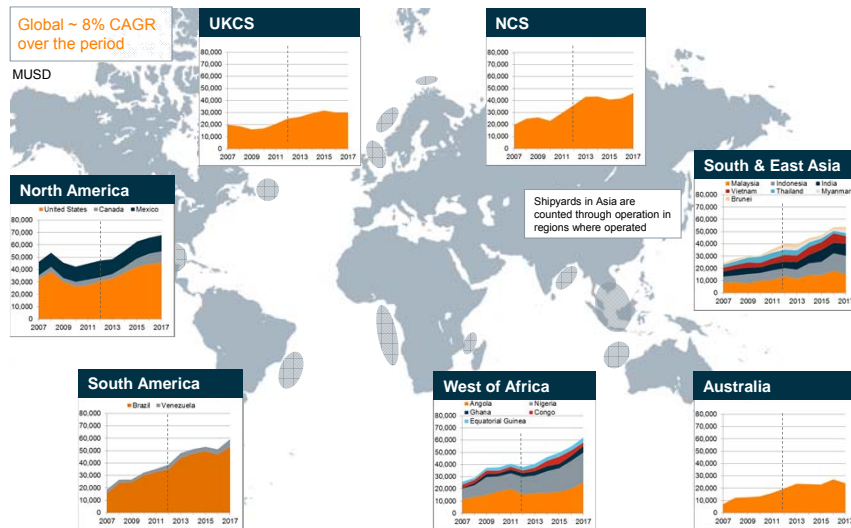 Global ~ 8% CAGR
over the period
MUSD
UKCS
80,000
70,000
60,000
50,000
40,000
30,000
20,000
10,000
0
2007 2009 2011 2013 2015 2017
NCS
80,000
70,000
60,000
50,000
40,000
30,000
20,000
10,000
0
2007 2009 2011 2013 2015 2017
North America
United States Canada Mexico
80,000
70,000
60,000
50,000
40,000
30,000
20,000
10,000
0
2007 2009 2011 2013 2015 2017
Shipyards in Asia are
counted through operation in
regions where operated
South & East Asia
Malaysia Indonesia India
Vietnam Thailand Myanmar
Brunei
80,000
70,000
60,000
50,000
40,000
30,000
20,000
10,000
0
2007 2009 2011 2013 2015 2017
South America
Brazil Venezuela
80,000
70,000
60,000
50,000
40,000
30,000
20,000
10,000
0
2007 2009 2011 2013 2015 2017
West of Africa
Angola Nigeria
Ghana Congo
Equatorial Guinea
80,000
70,000
60,000
50,000
40,000
30,000
20,000
10,000
0
2007 2009 2011 2013 2015 2017
Australia
80,000
70,000
60,000
50,000
40,000
30,000
20,000
10,000
0
2007 2009 2011 2013 2015 2017